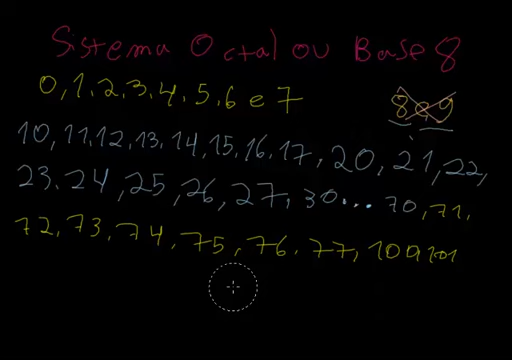 Sistema Octal ou Base 8
0, 1, 2, 3, 4, 5, 6 e 7
8 e 9
10, 11, 12, 13, 14, 15, 16, 17, 20, 21, 22,
23, 24, 25, 26, 27, 30... 70, 71,
72, 73, 74, 75, 76, 77, 100, 101